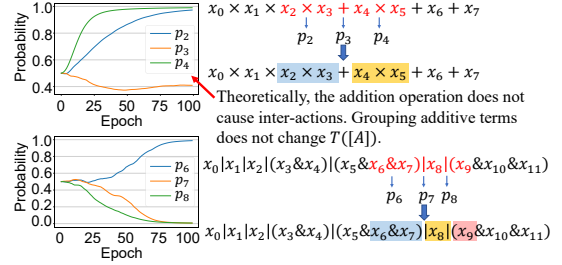 Probability
1.0
0.8
0.6
0.4
p₂
p₃
p₄
0 25 50 75 100
Epoch
x₀ × x₁ × x₂ × x₃ + x₄ × x₅ + x₆ + x₇
p₂ p₃ p₄
x₀ × x₁ × x₂ × x₃ + x₄ × x₅ + x₆ + x₇
Theoretically, the addition operation does not
cause inter-actions. Grouping additive terms
does not change T([A]).
Probability
1.0
0.8
0.6
0.4
0.2
0.0
p₆
p₇
p₈
0 25 50 75 100
Epoch
x₀|x₁|x₂|(x₃&x₄)|(x₅&x₆&x₇)|x₈|(x₉&x₁₀&x₁₁)
p₆ p₇ p₈
x₀|x₁|x₂|(x₃&x₄)|(x₅&x₆&x₇)|x₈|(x₉&x₁₀&x₁₁)